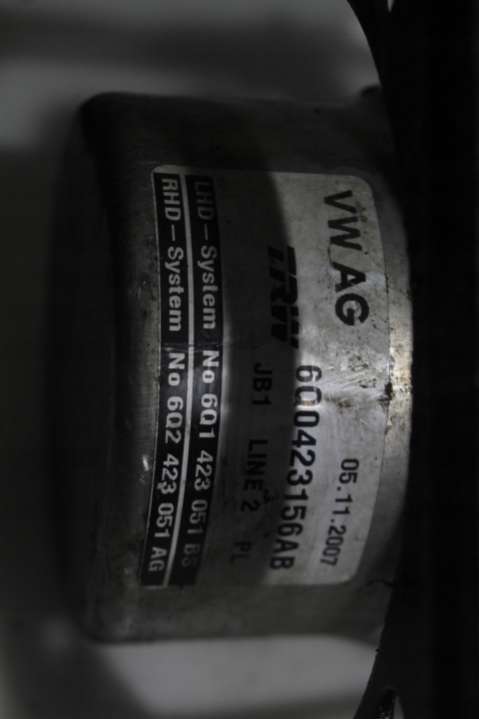 VW AG 05.11.2007
TRW 6Q0423156AB
JB1 LINE 2 PL
LHD-System No 6Q1 423 051 BS
RHD-System No 6Q2 423 051 AG